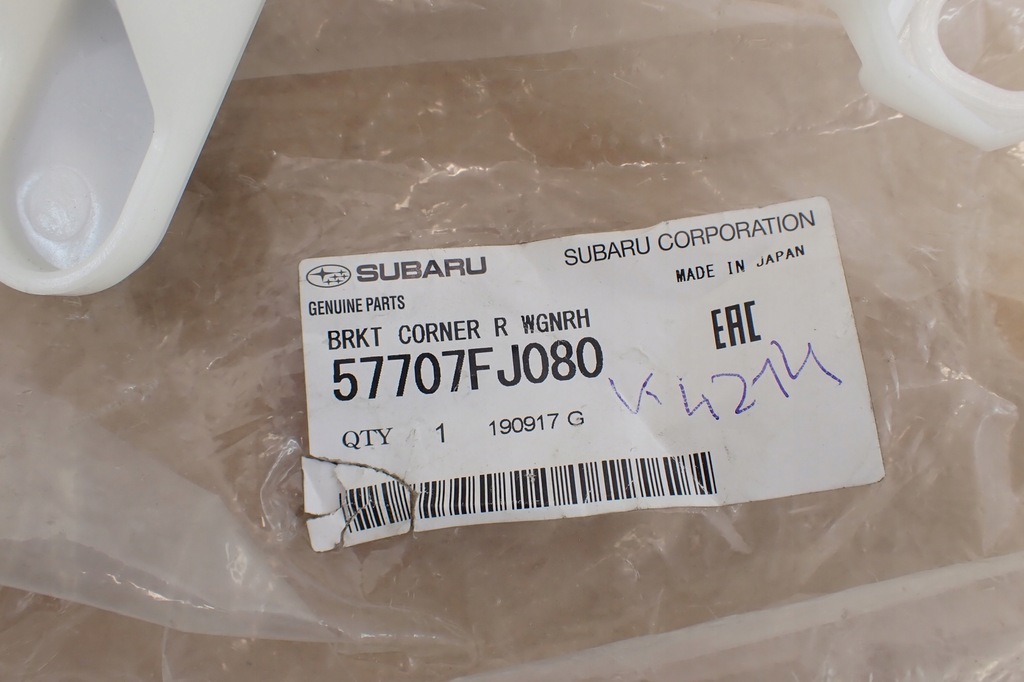 SUBARU
SUBARU CORPORATION
GENUINE PARTS
MADE IN JAPAN
BRKT CORNER R WGNRH
57707FJ080
EAC
QTY 1 190917 G